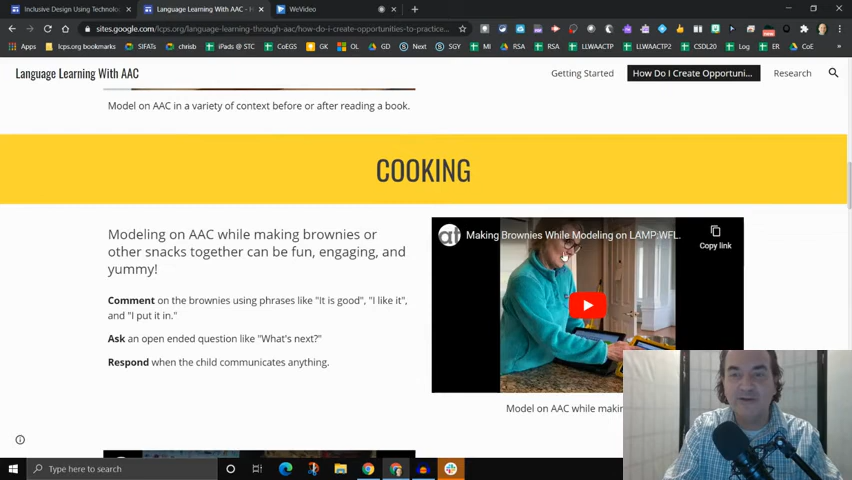 Inclusive Design Using Technolo
Language Learning With AAC - H
WeVideo
sites.google.com/lcps.org/language-learning-through-aac/how-do-i-create-opportunities-to-practice...
Apps
lcps.org bookmarks
SIFATs
chrisb
iPads @ STC
CoEGS
GK
OL
GD
Next
SGY
MI
RSA
RSA
LLWAACTP
LLWAACTP2
CSDL20
Log
ER
CoE
Language Learning With AAC
Getting Started
How Do I Create Opportuni...
Research
Model on AAC in a variety of context before or after reading a book.
COOKING
Modeling on AAC while making brownies or
other snacks together can be fun, engaging, and
yummy!
Comment on the brownies using phrases like "It is good", "I like it",
and "I put it in."
Ask an open ended question like "What's next?"
Respond when the child communicates anything.
Making Brownies While Modeling on LAMP WFL.
Copy link
Model on AAC while makin
Type here to search